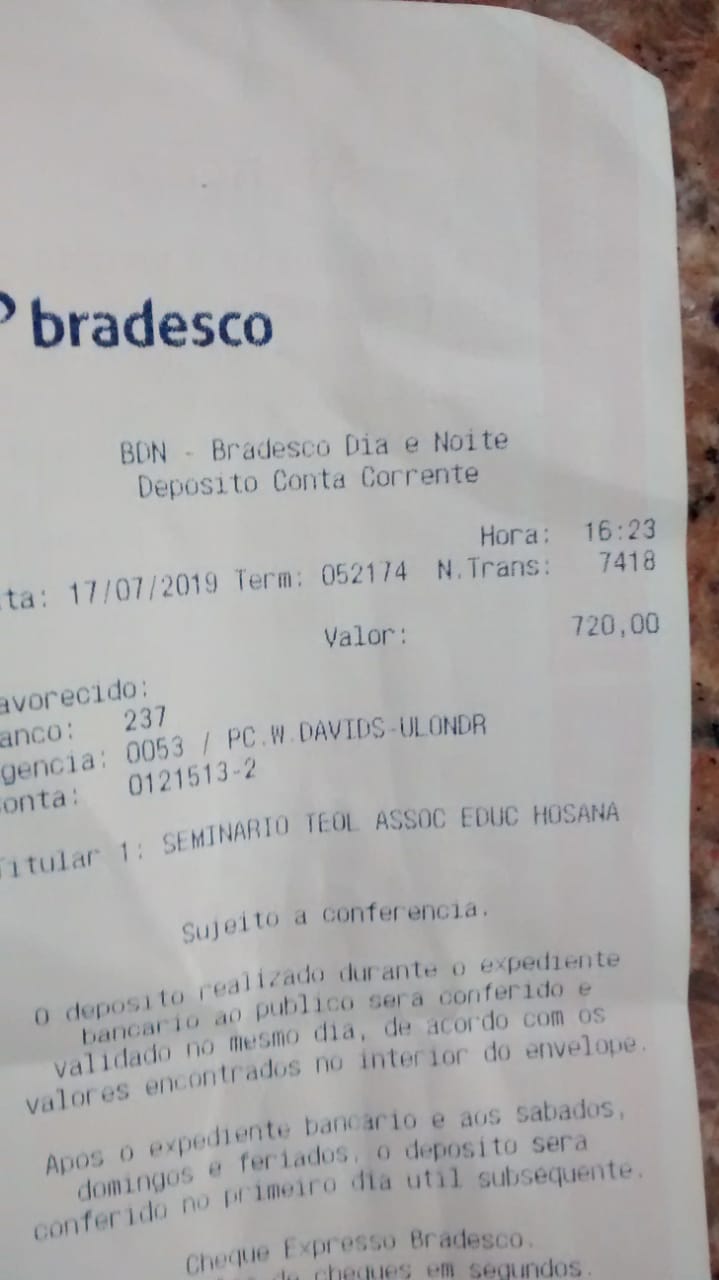 bradesco
BDN - Bradesco Dia e Noite
Deposito Conta Corrente
Hora: 16:23
ta: 17/07/2019 Term: 052174 N.Trans: 7418
Valor: 720,00
avorecido:
anco: 237
gencia: 0053 / PC.W.DAVIDS-ULONDR
onta: 0121513-2
Titular 1: SEMINARIO TEOL ASSOC EDUC HOSANA
Sujeito a conferencia.
O deposito realizado durante o expediente
bancario ao publico sera conferido e
validado no mesmo dia, de acordo com os
valores encontrados no interior do envelope.
Apos o expediente bancario e aos sabados,
domingos e feriados, o deposito sera
conferido no primeiro dia util subsequente.
Cheque Expresso Bradesco.
de cheques em segundos.